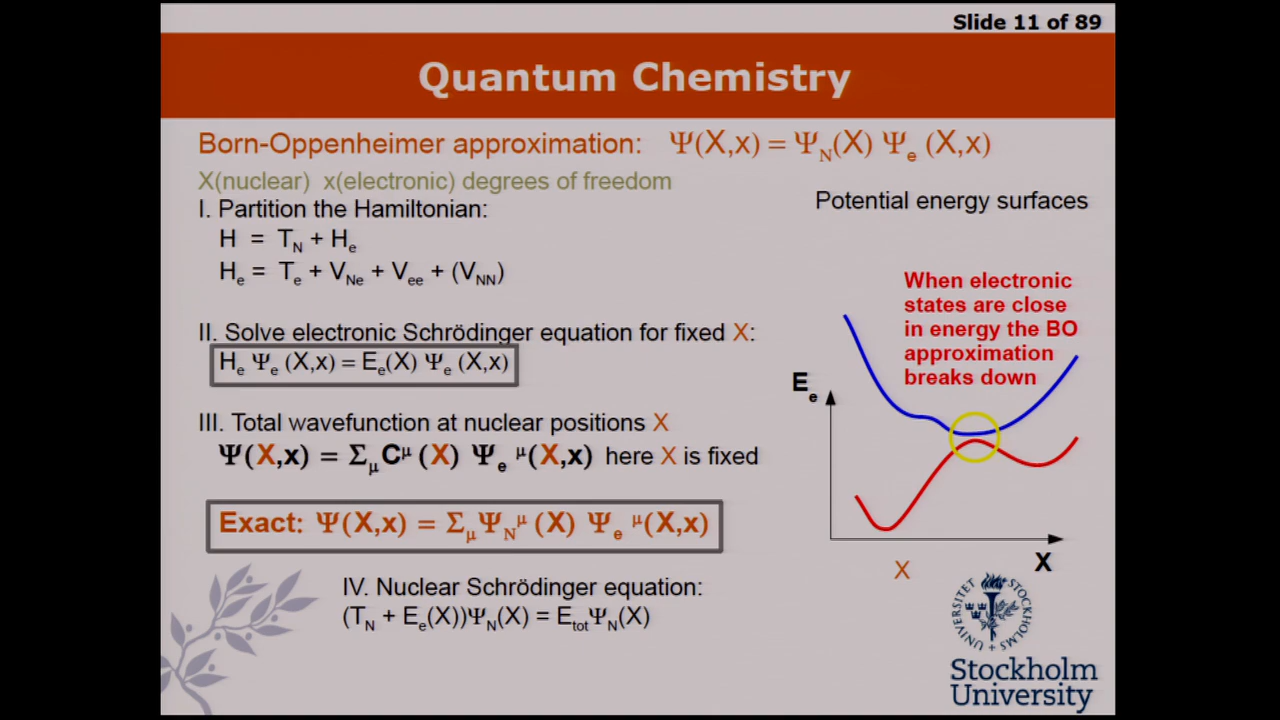 Slide 11 of 89
Quantum Chemistry
Born-Oppenheimer approximation: Ψ(X,x) = Ψ_N(X) Ψ_e (X,x)
X(nuclear) x(electronic) degrees of freedom
I. Partition the Hamiltonian:
H = T_N + H_e
H_e = T_e + V_Ne + V_ee + (V_NN)
II. Solve electronic Schrödinger equation for fixed X:
H_e Ψ_e (X,x) = E_e(X) Ψ_e (X,x)
III. Total wavefunction at nuclear positions X
Ψ(X,x) = Σ_μ C^μ (X) Ψ_e^μ(X,x) here X is fixed
Exact: Ψ(X,x) = Σ_μ Ψ_N^μ (X) Ψ_e^μ(X,x)
IV. Nuclear Schrödinger equation:
(T_N + E_e(X))Ψ_N(X) = E_tot Ψ_N(X)
Potential energy surfaces
When electronic
states are close
in energy the BO
approximation
breaks down
E_e
X
X
STOCKHOLMS UNIVERSITET
Stockholm
University